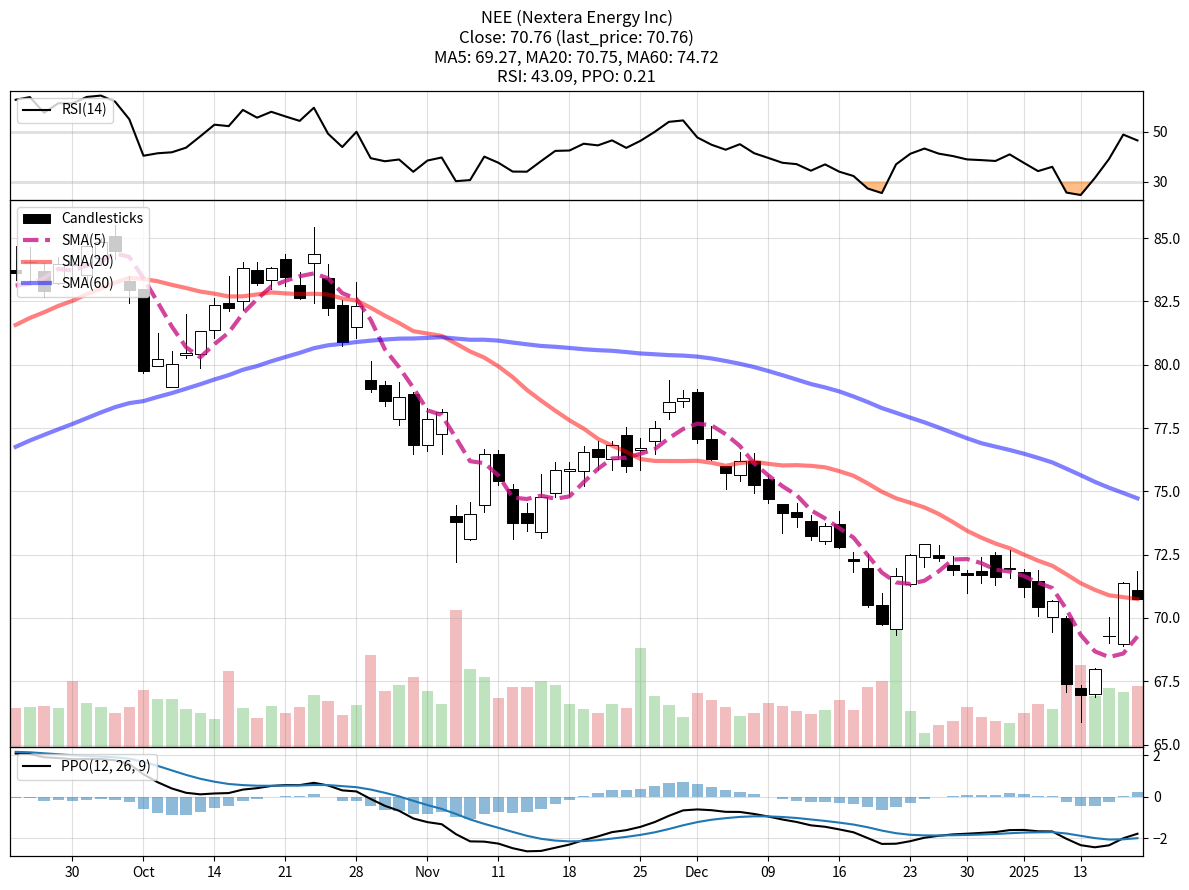 NEE (Nextera Energy Inc)
Close: 70.76 (last_price: 70.76)
MA5: 69.27, MA20: 70.75, MA60: 74.72
RSI: 43.09, PPO: 0.21
RSI(14)
50
30
Candlesticks
SMA(5)
SMA(20)
SMA(60)
85.0
82.5
80.0
77.5
75.0
72.5
70.0
67.5
65.0
PPO(12, 26, 9)
2
0
−2
30 Oct 14 21 28 Nov 11 18 25 Dec 09 16 23 30 2025 13